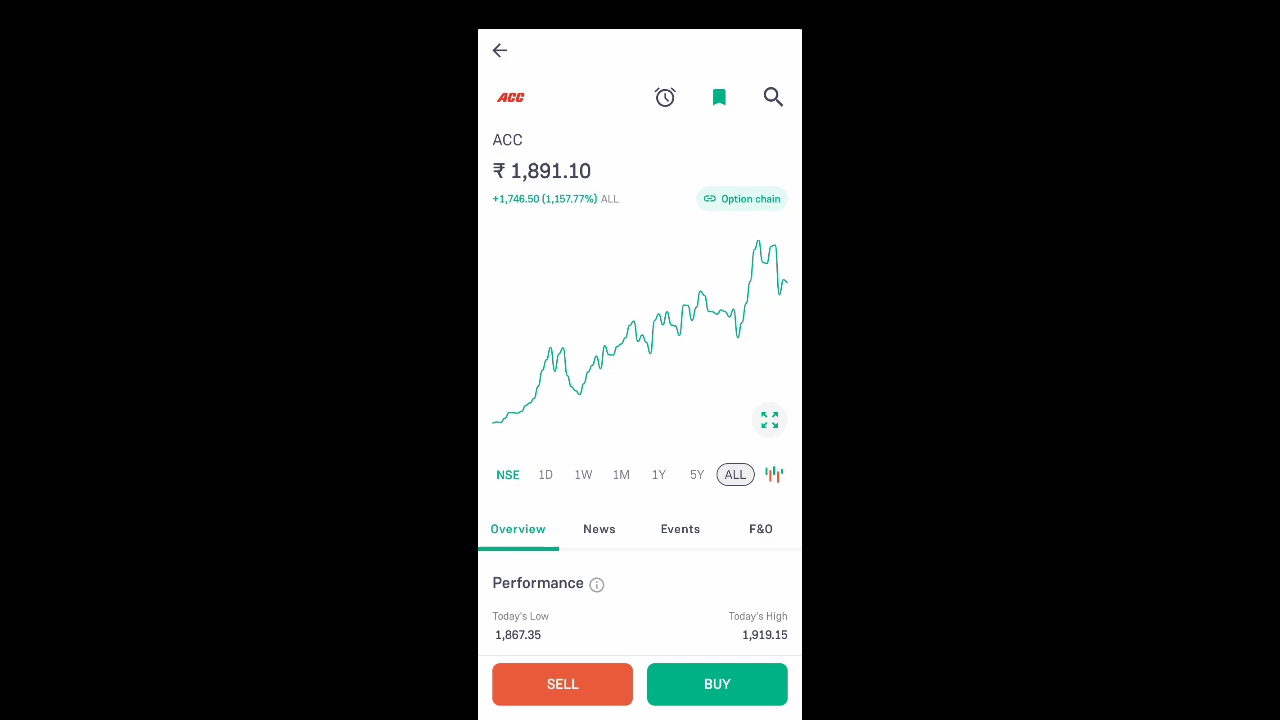 ACC
ACC
₹ 1,891.10
+1,746.50 (1,157.77%) ALL
Option chain
NSE 1D 1W 1M 1Y 5Y ALL
Overview News Events F&O
Performance
Today's Low Today's High
1,867.35 1,919.15
SELL BUY